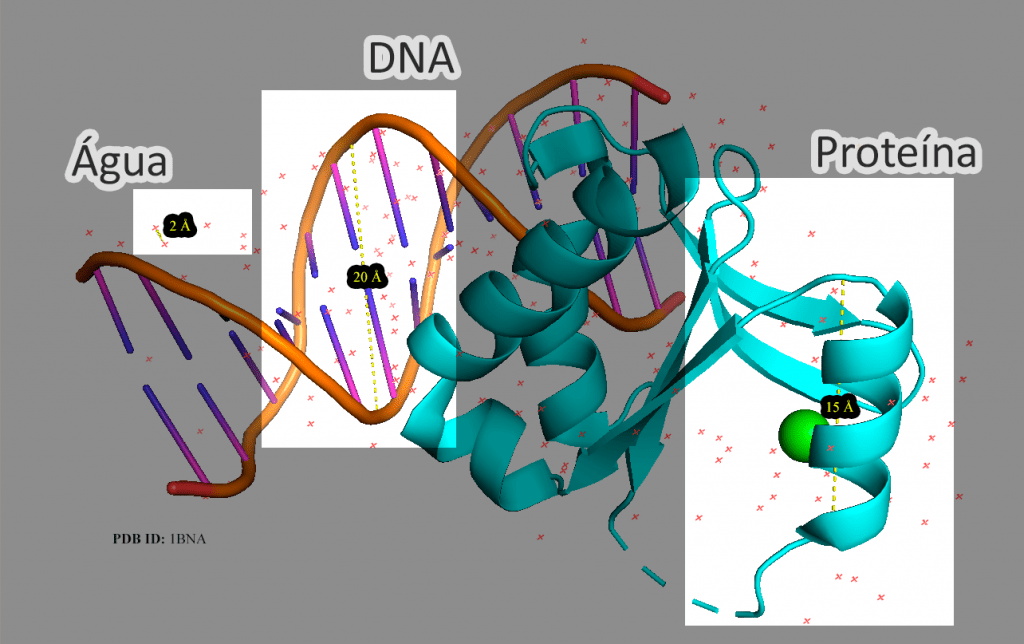 DNA
Água
Proteína
2 Å
20 Å
15 Å
PDB ID: 1BNA